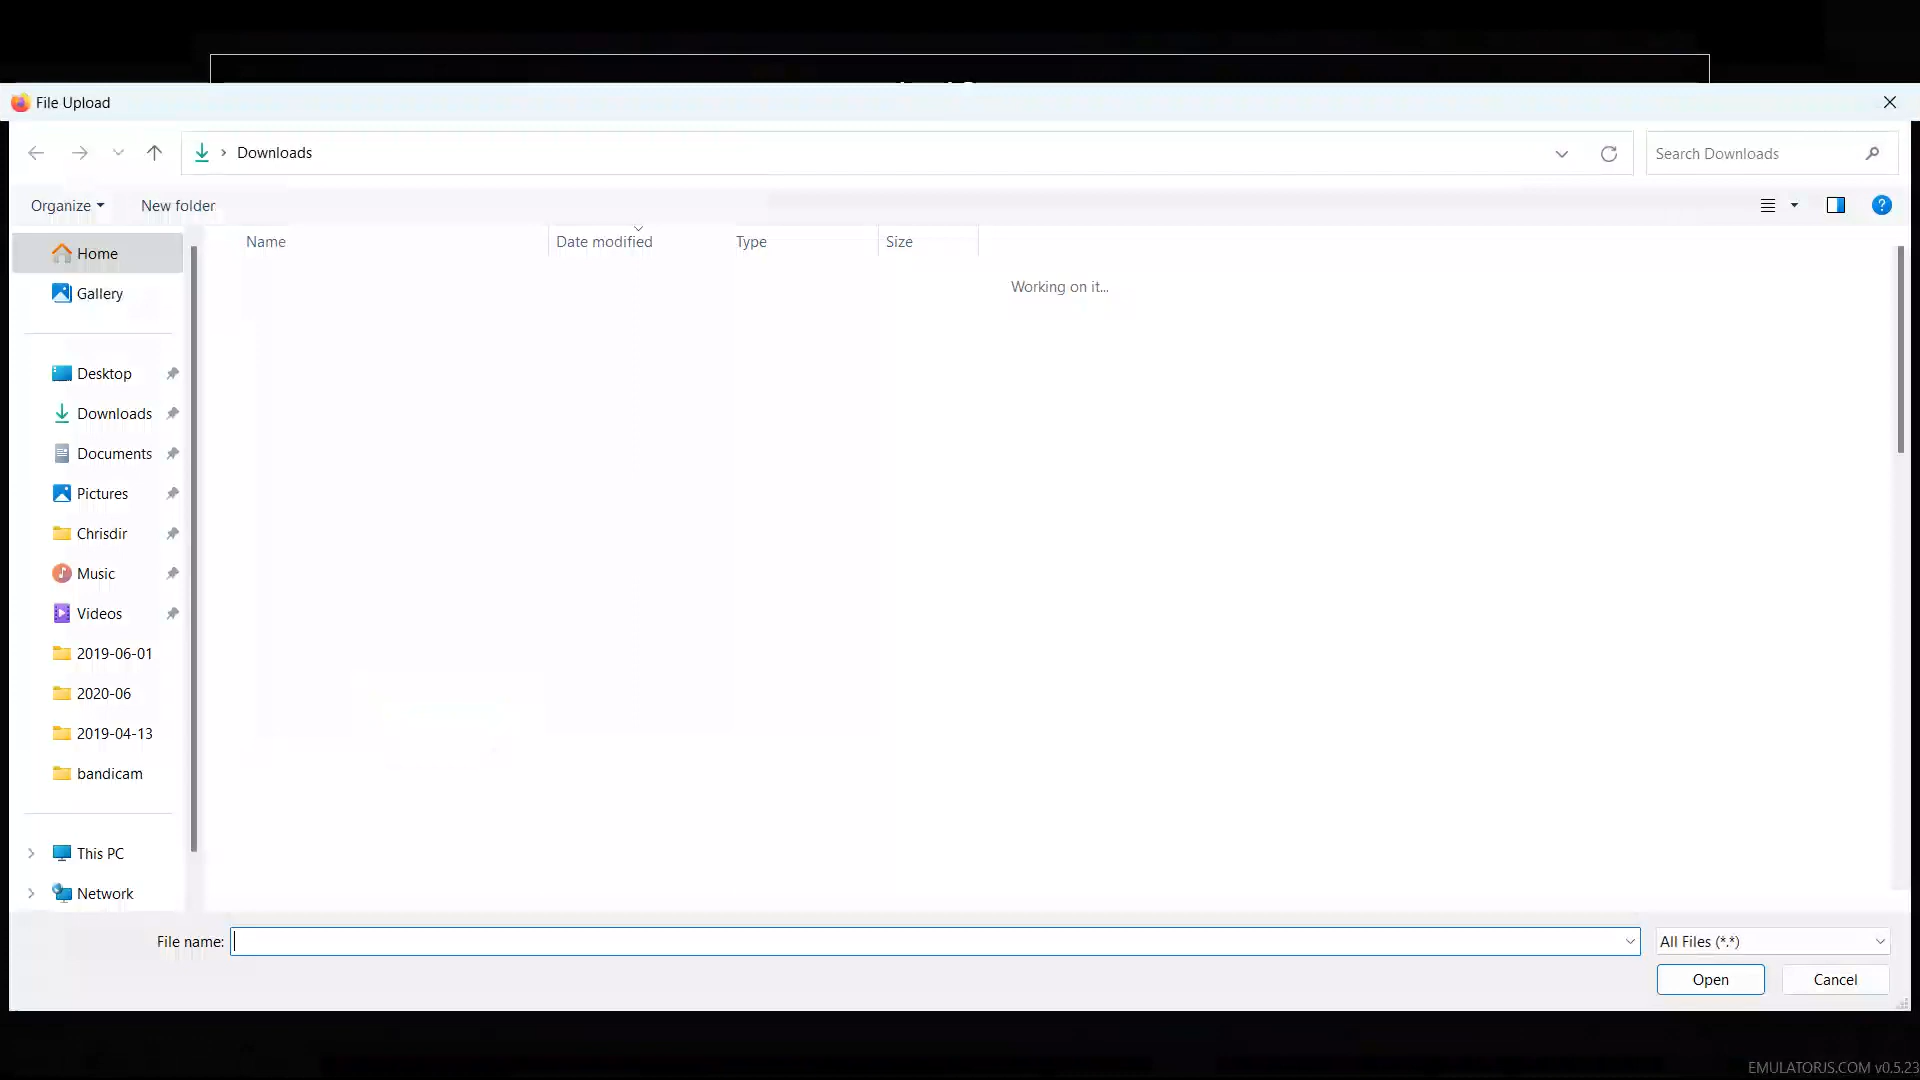 File Upload
Downloads
Search Downloads
Organize
New folder
Name
Date modified
Type
Size
Home
Working on it...
Gallery
Desktop
Downloads
Documents
Pictures
Chrisdir
Music
Videos
2019-06-01
2020-06
2019-04-13
bandicam
This PC
Network
File name:
All Files (*.*)
Open
Cancel
EMULATORJS.COM v0.5.23